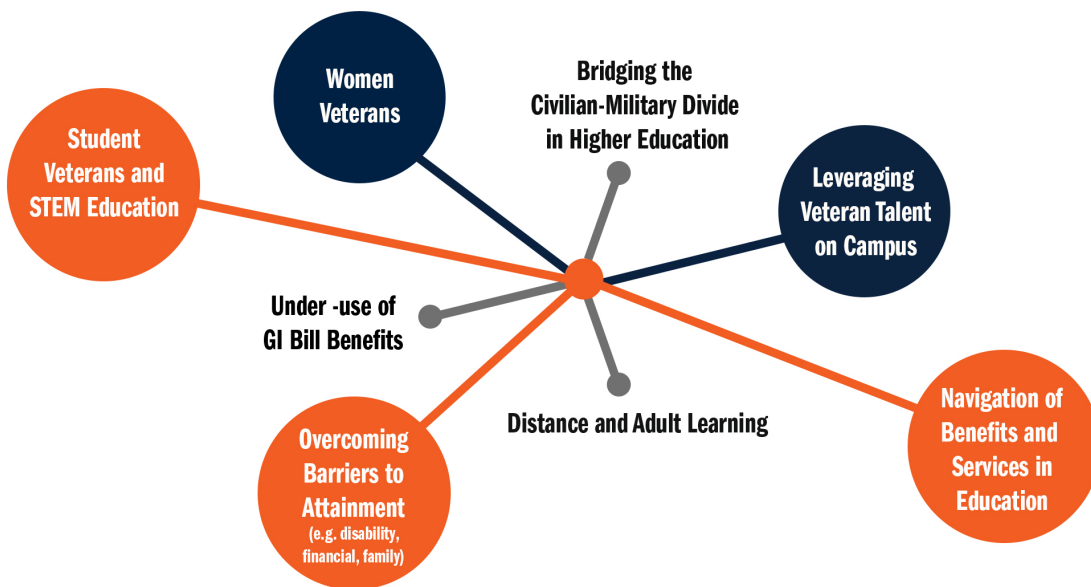 Women
Veterans
Bridging the
Civilian-Military Divide
in Higher Education
Student
Veterans and
STEM Education
Leveraging
Veteran Talent
on Campus
Under -use of
GI Bill Benefits
Distance and Adult Learning
Overcoming
Barriers to
Attainment
(e.g. disability,
financial, family)
Navigation of
Benefits and
Services in
Education